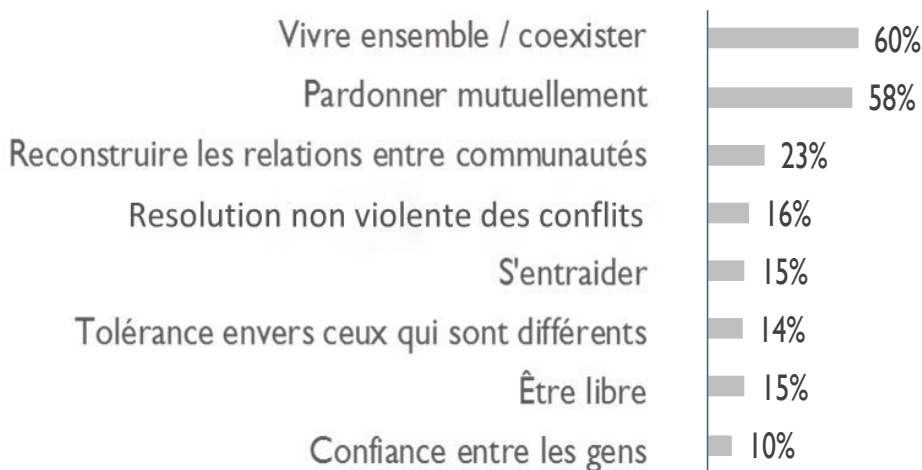 Vivre ensemble / coexister 60%
Pardonner mutuellement 58%
Reconstruire les relations entre communautés 23%
Resolution non violente des conflits 16%
S'entraider 15%
Tolérance envers ceux qui sont différents 14%
Être libre 15%
Confiance entre les gens 10%